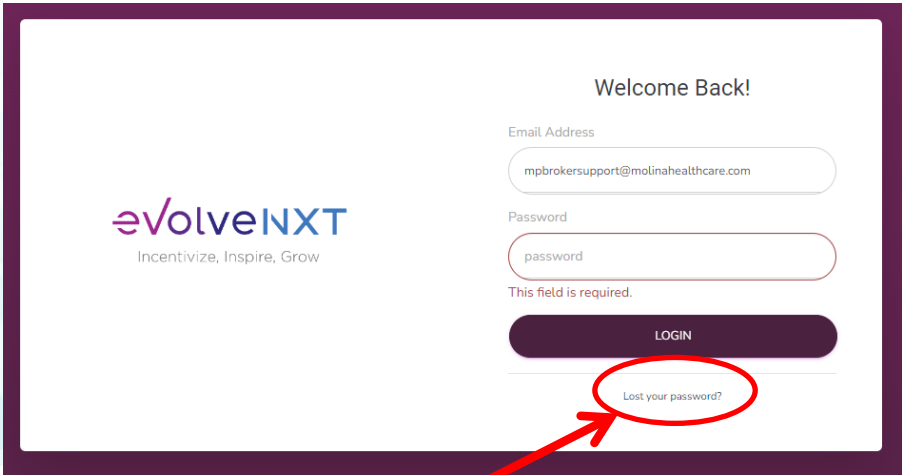 Welcome Back!
Email Address
mpbrokersupport@molinahealthcare.com
Password
password
This field is required.
LOGIN
Lost your password?
evolveNXT
Incentivize, Inspire, Grow